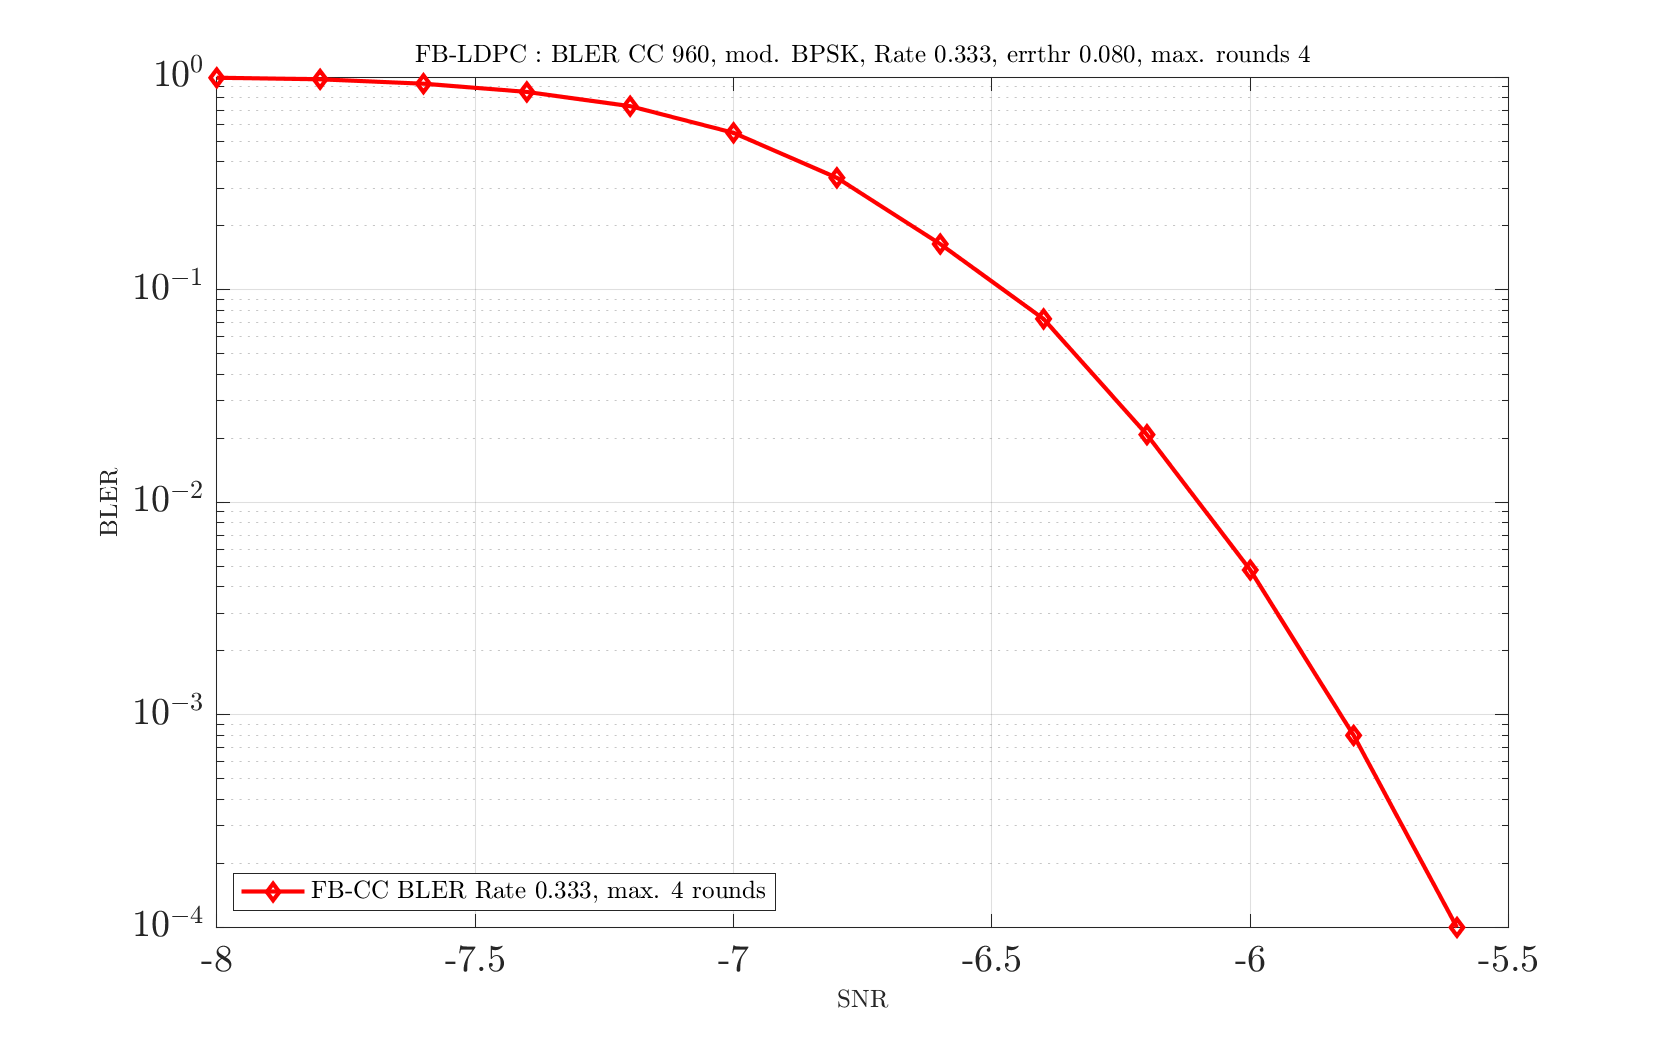 FB-LDPC : BLER CC 960, mod. BPSK, Rate 0.333, errthr 0.080, max. rounds 4
10^0
10^-1
10^-2
10^-3
10^-4
BLER
FB-CC BLER Rate 0.333, max. 4 rounds
-8 -7.5 -7 -6.5 -6 -5.5
SNR